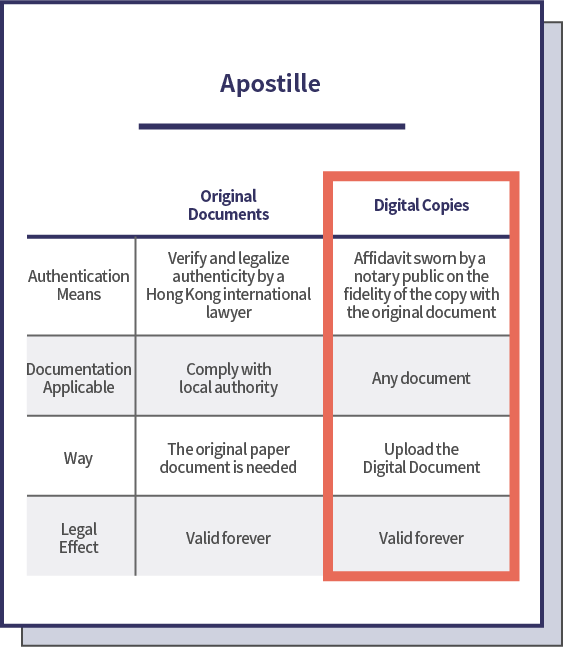 Apostille
Original
Documents
Digital Copies
Authentication
Means
Verify and legalize
authenticity by a
Hong Kong international
lawyer
Affidavit sworn by a
notary public on the
fidelity of the copy with
the original document
Documentation
Applicable
Comply with
local authority
Any document
Way
The original paper
document is needed
Upload the
Digital Document
Legal
Effect
Valid forever
Valid forever